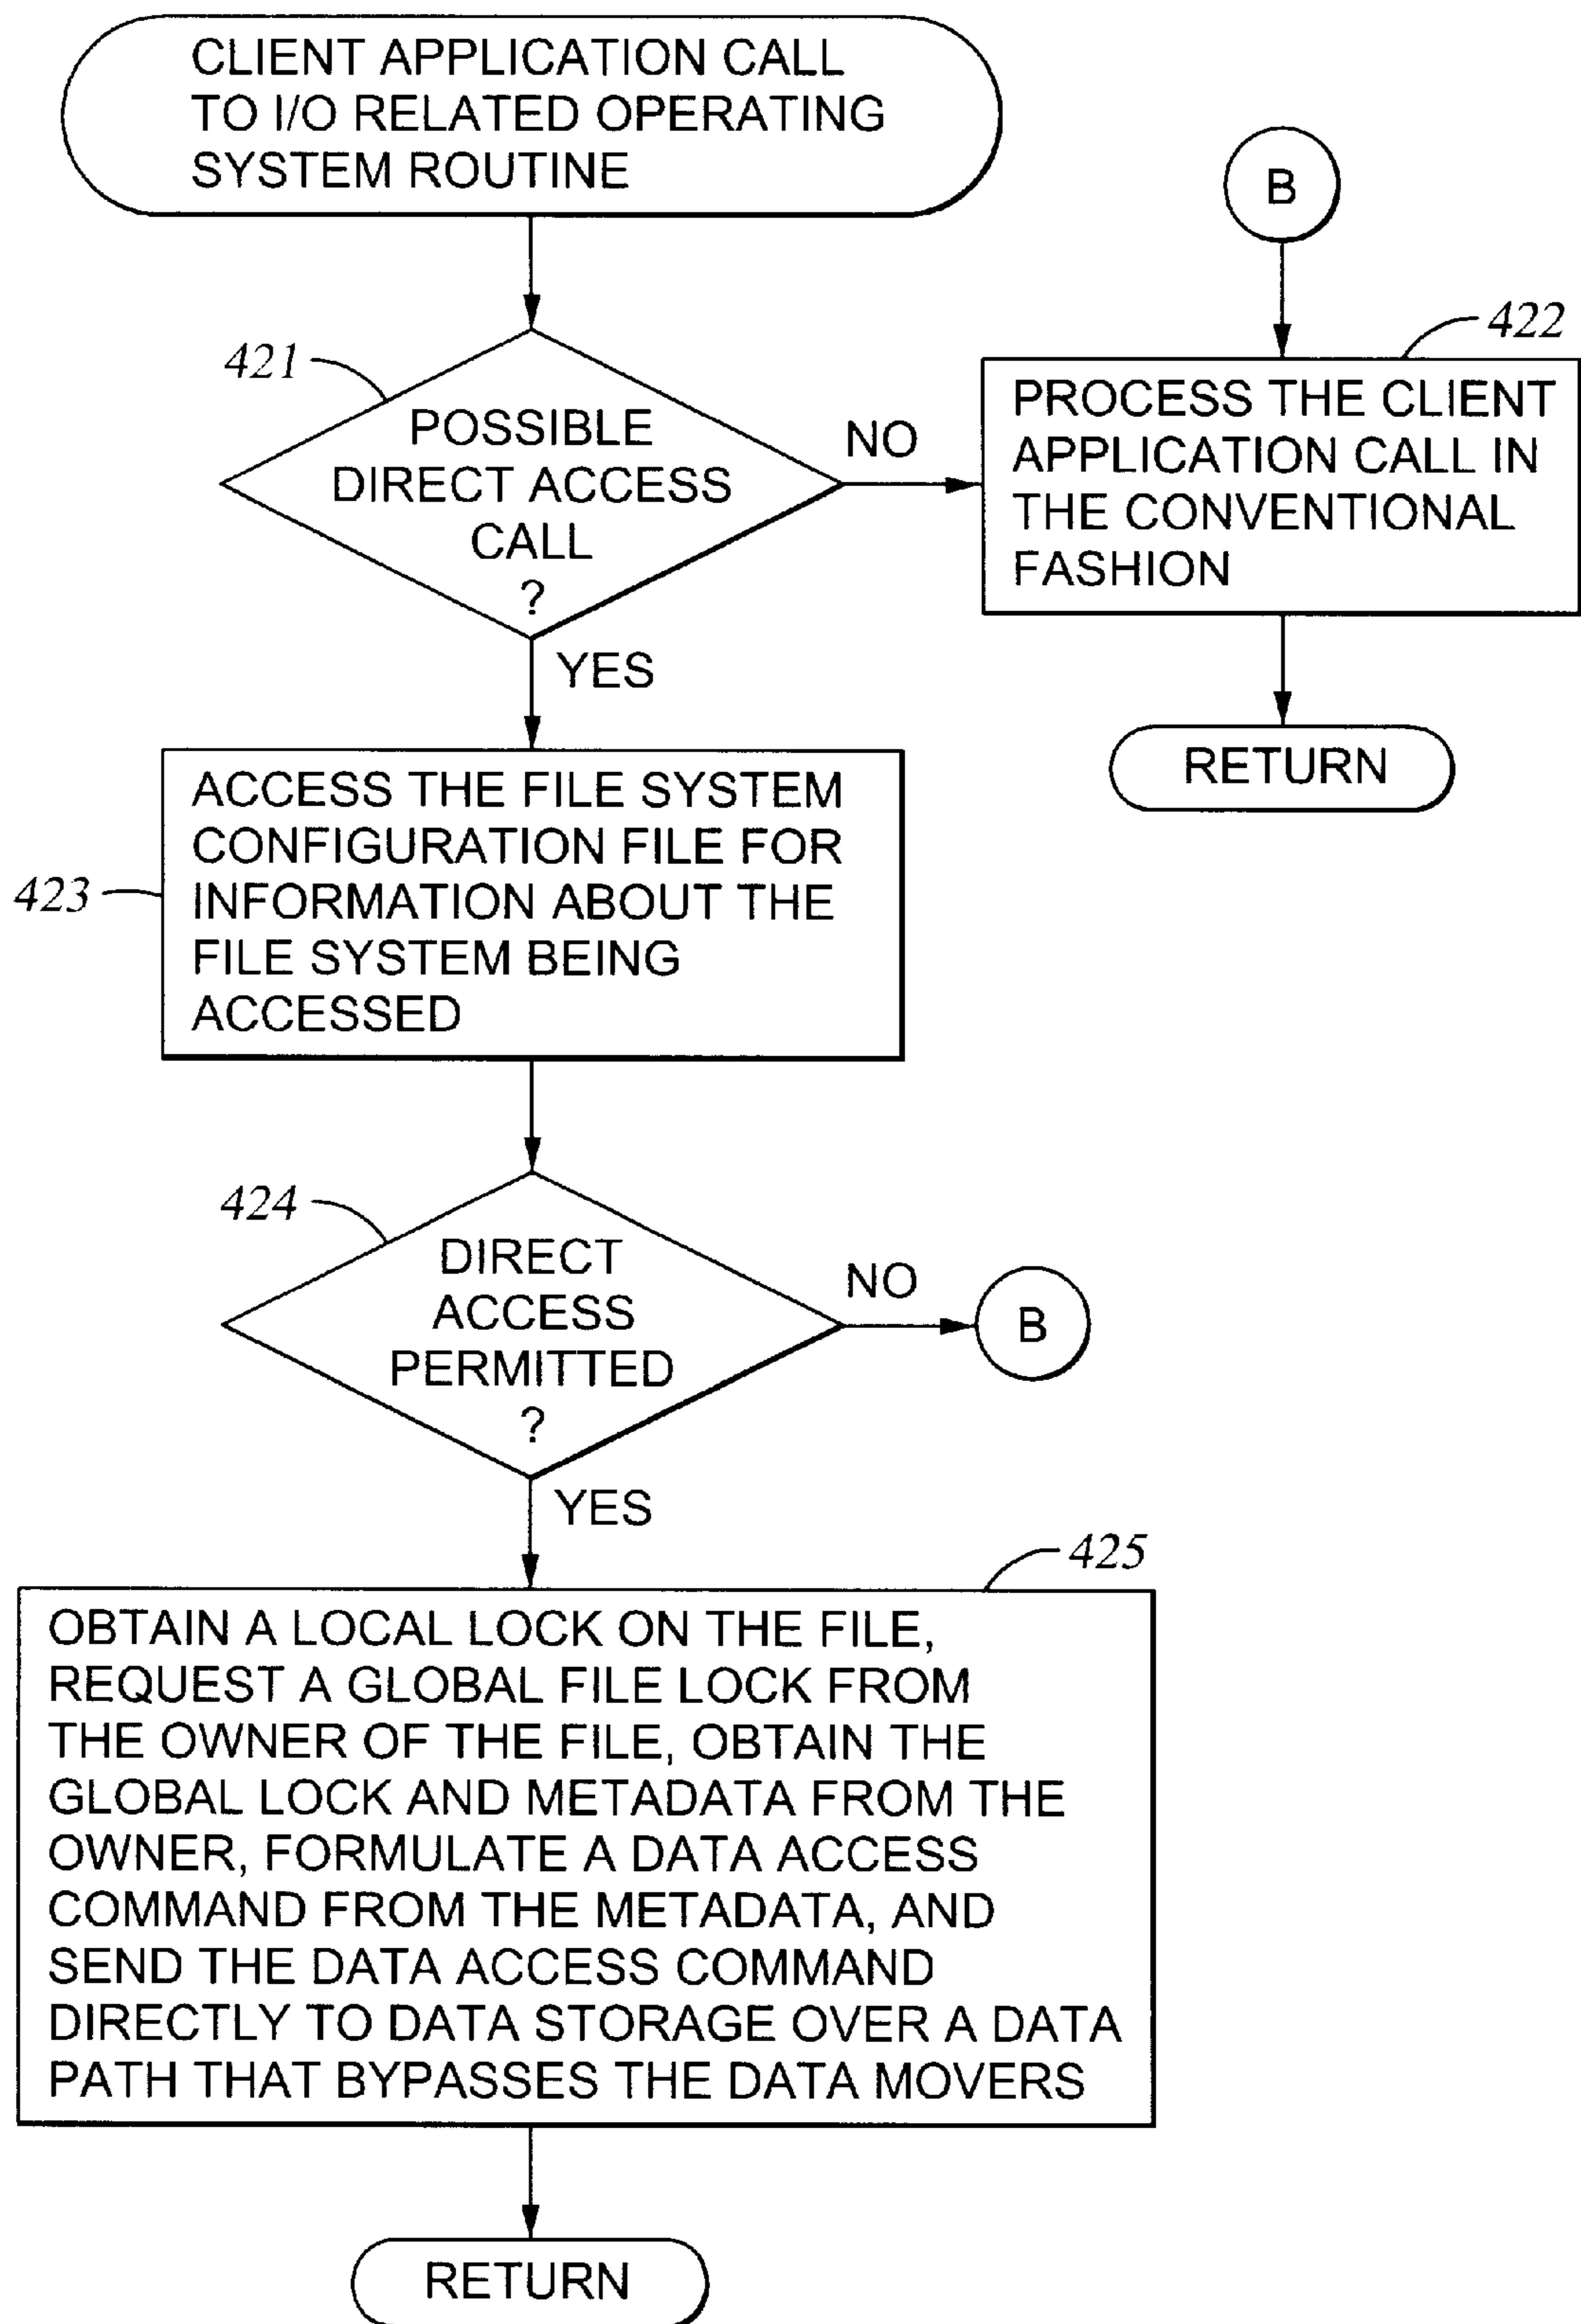 CLIENT APPLICATION CALL
TO I/O RELATED OPERATING
SYSTEM ROUTINE
B
421
422
POSSIBLE
DIRECT ACCESS
CALL
?
NO
PROCESS THE CLIENT
APPLICATION CALL IN
THE CONVENTIONAL
FASHION
YES
RETURN
423
ACCESS THE FILE SYSTEM
CONFIGURATION FILE FOR
INFORMATION ABOUT THE
FILE SYSTEM BEING
ACCESSED
424
DIRECT
ACCESS
PERMITTED
?
NO
B
YES
425
OBTAIN A LOCAL LOCK ON THE FILE,
REQUEST A GLOBAL FILE LOCK FROM
THE OWNER OF THE FILE, OBTAIN THE
GLOBAL LOCK AND METADATA FROM THE
OWNER, FORMULATE A DATA ACCESS
COMMAND FROM THE METADATA, AND
SEND THE DATA ACCESS COMMAND
DIRECTLY TO DATA STORAGE OVER A DATA
PATH THAT BYPASSES THE DATA MOVERS
RETURN